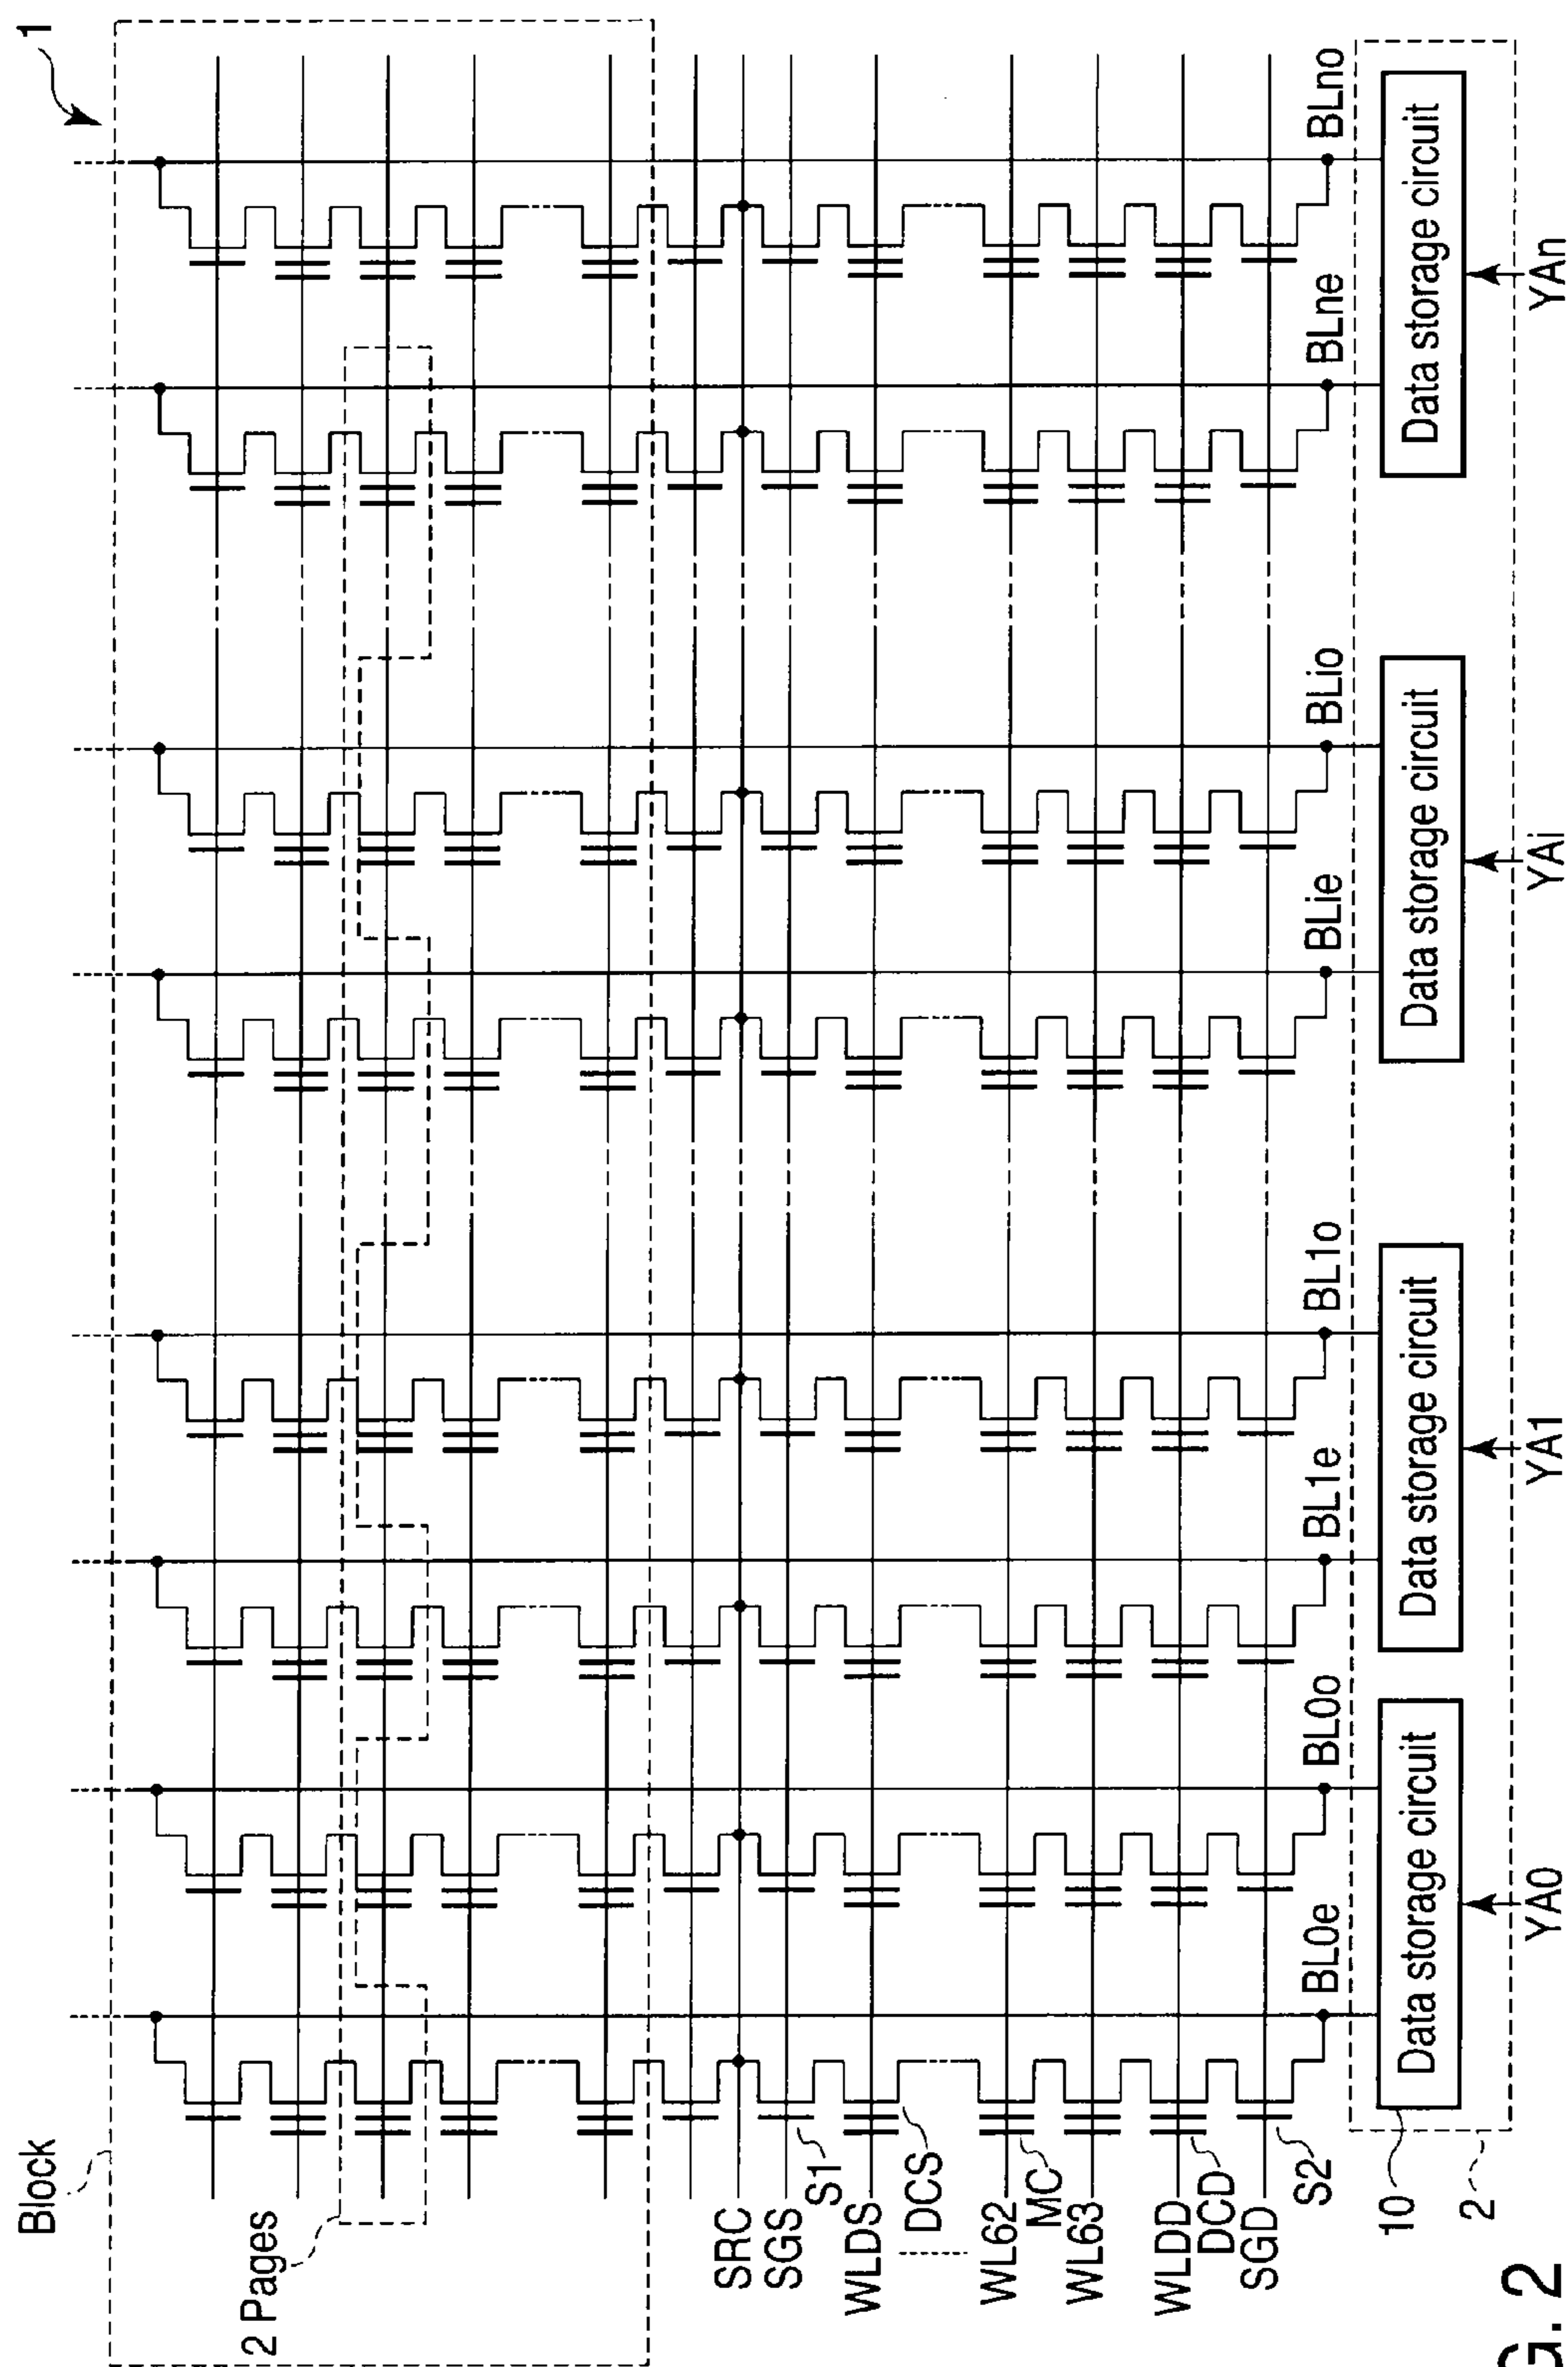 1
Block
2 Pages
SRC
SGS
S1
WLDS
DCS
WL62
MC
WL63
WLDD
DCD
SGD
S2
BL0e
BL0o
BL1e
BL1o
BLie
BLio
BLne
BLno
Data storage circuit
Data storage circuit
Data storage circuit
Data storage circuit
10
2
YA0
YA1
YAi
YAn
G. 2